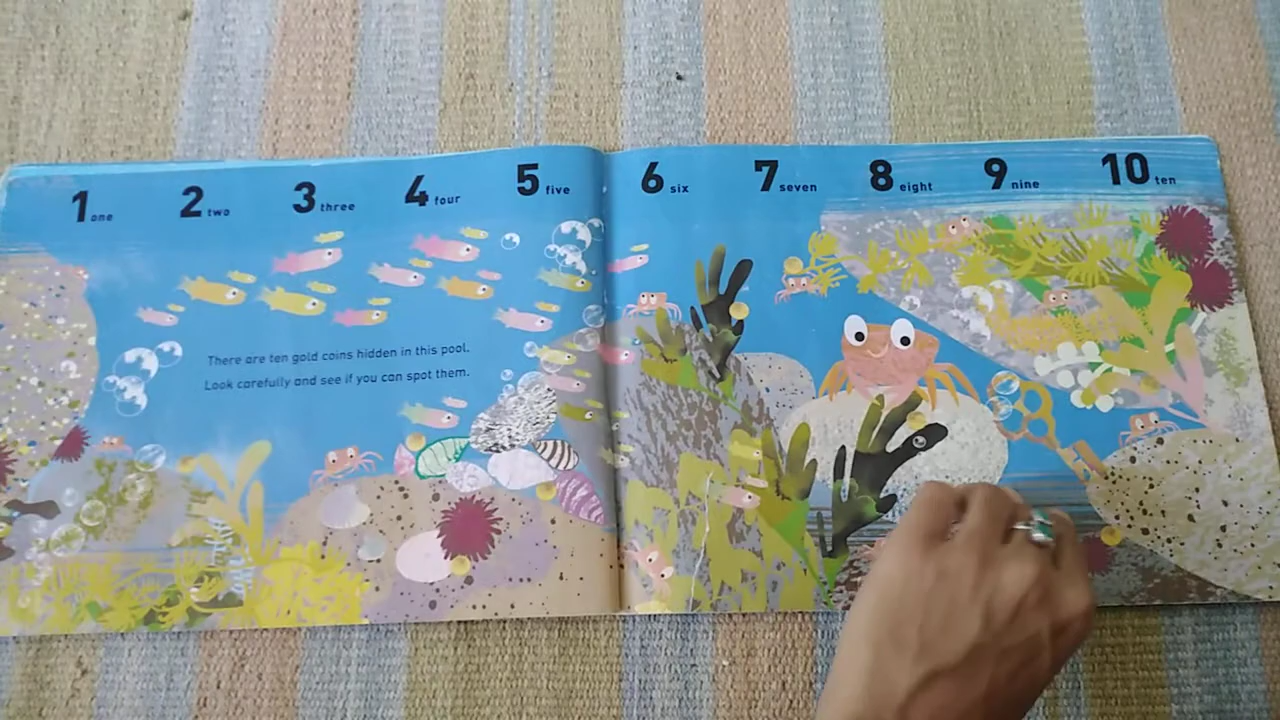 1 one 2 two 3 three 4 four 5 five 6 six 7 seven 8 eight 9 nine 10 ten
There are ten gold coins hidden in this pool.
Look carefully and see if you can spot them.